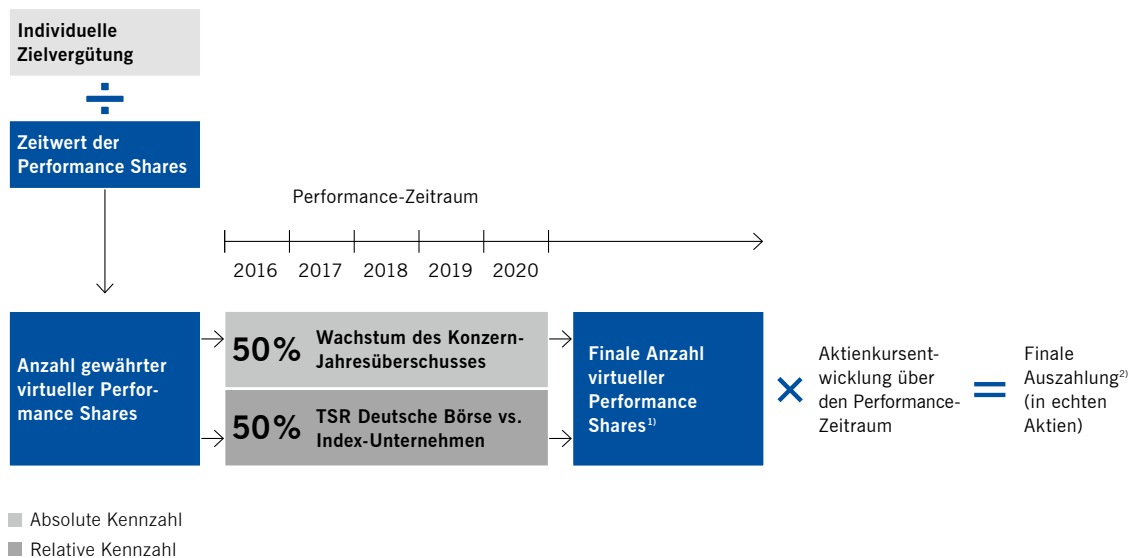 Individuelle
Zielvergütung
÷
Zeitwert der
Performance Shares
Performance-Zeitraum
2016 2017 2018 2019 2020
Anzahl gewährter
virtueller Perfor-
mance Shares
50% Wachstum des Konzern-
Jahresüberschusses
50% TSR Deutsche Börse vs.
Index-Unternehmen
Finale Anzahl
virtueller
Performance
Shares1)
×
Aktienkursent-
wicklung über
den Performance-
Zeitraum
=
Finale
Auszahlung2)
(in echten
Aktien)
Absolute Kennzahl
Relative Kennzahl